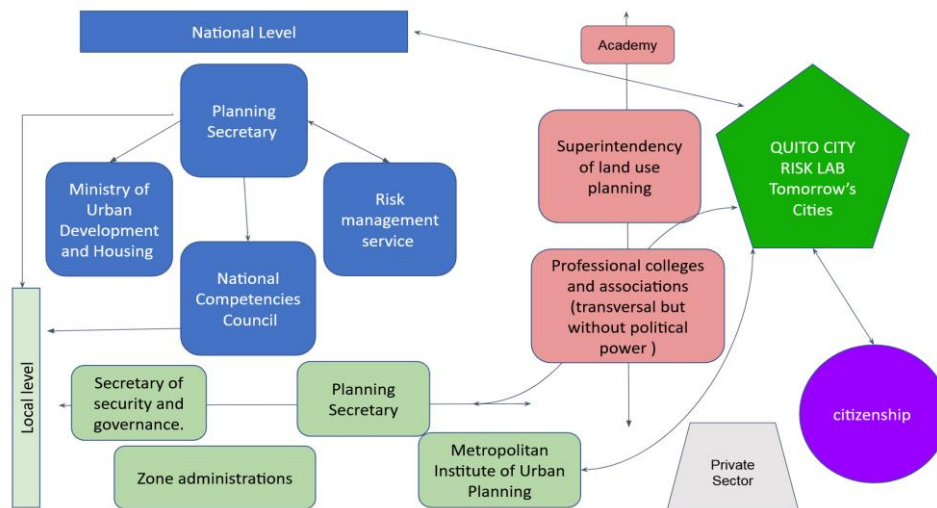 National Level
Academy
Planning
Secretary
Superintendency
of land use
planning
QUITO CITY
RISK LAB
Tomorrow's
Cities
Ministry of
Urban
Development
and Housing
Risk
management
service
National
Competencies
Council
Professional colleges
and associations
(transversal but
without political
power )
Local level
Secretary of
security and
governance.
Planning
Secretary
citizenship
Metropolitan
Institute of Urban
Planning
Zone administrations
Private
Sector